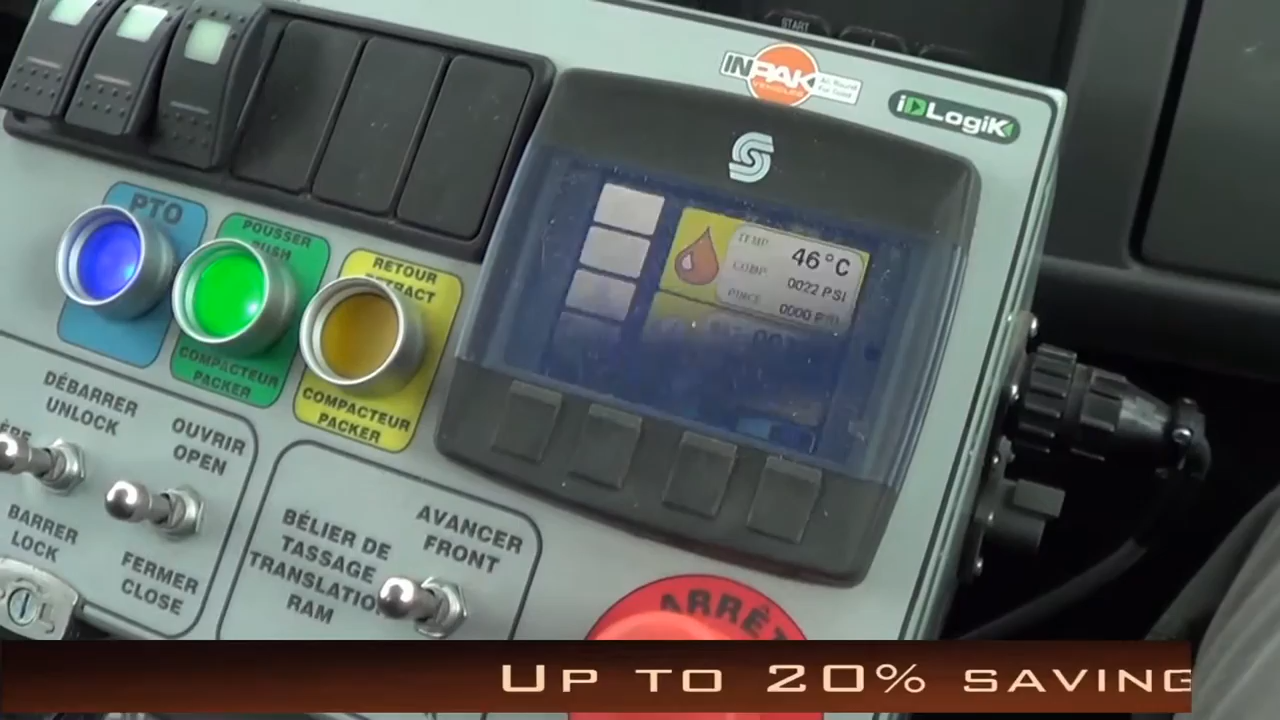 START
INPAK
iD LogiK
PTO
POUSSER
PUSH
COMPACTEUR
PACKER
RETOUR
RETRACT
COMPACTEUR
PACKER
TEMP 46°C
COMP 0022 PSI
PINCE 0000 PSI
DÉBARRER
UNLOCK
OUVRIR
OPEN
BARRER
LOCK
FERMER
CLOSE
BÉLIER DE
TASSAGE
TRANSLATION
RAM
AVANCER
FRONT
ARRÊT
UP TO 20% SAVING